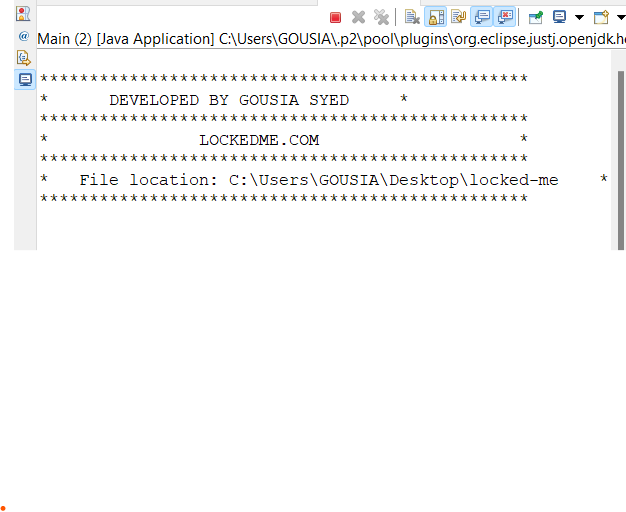 Main (2) [Java Application] C:\Users\GOUSIA\.p2\pool\plugins\org.eclipse.justj.openjdk.h
*************************************************
*      DEVELOPED BY GOUSIA SYED     *
*************************************************
*               LOCKEDME.COM                    *
*************************************************
*   File location: C:\Users\GOUSIA\Desktop\locked-me    *
*************************************************